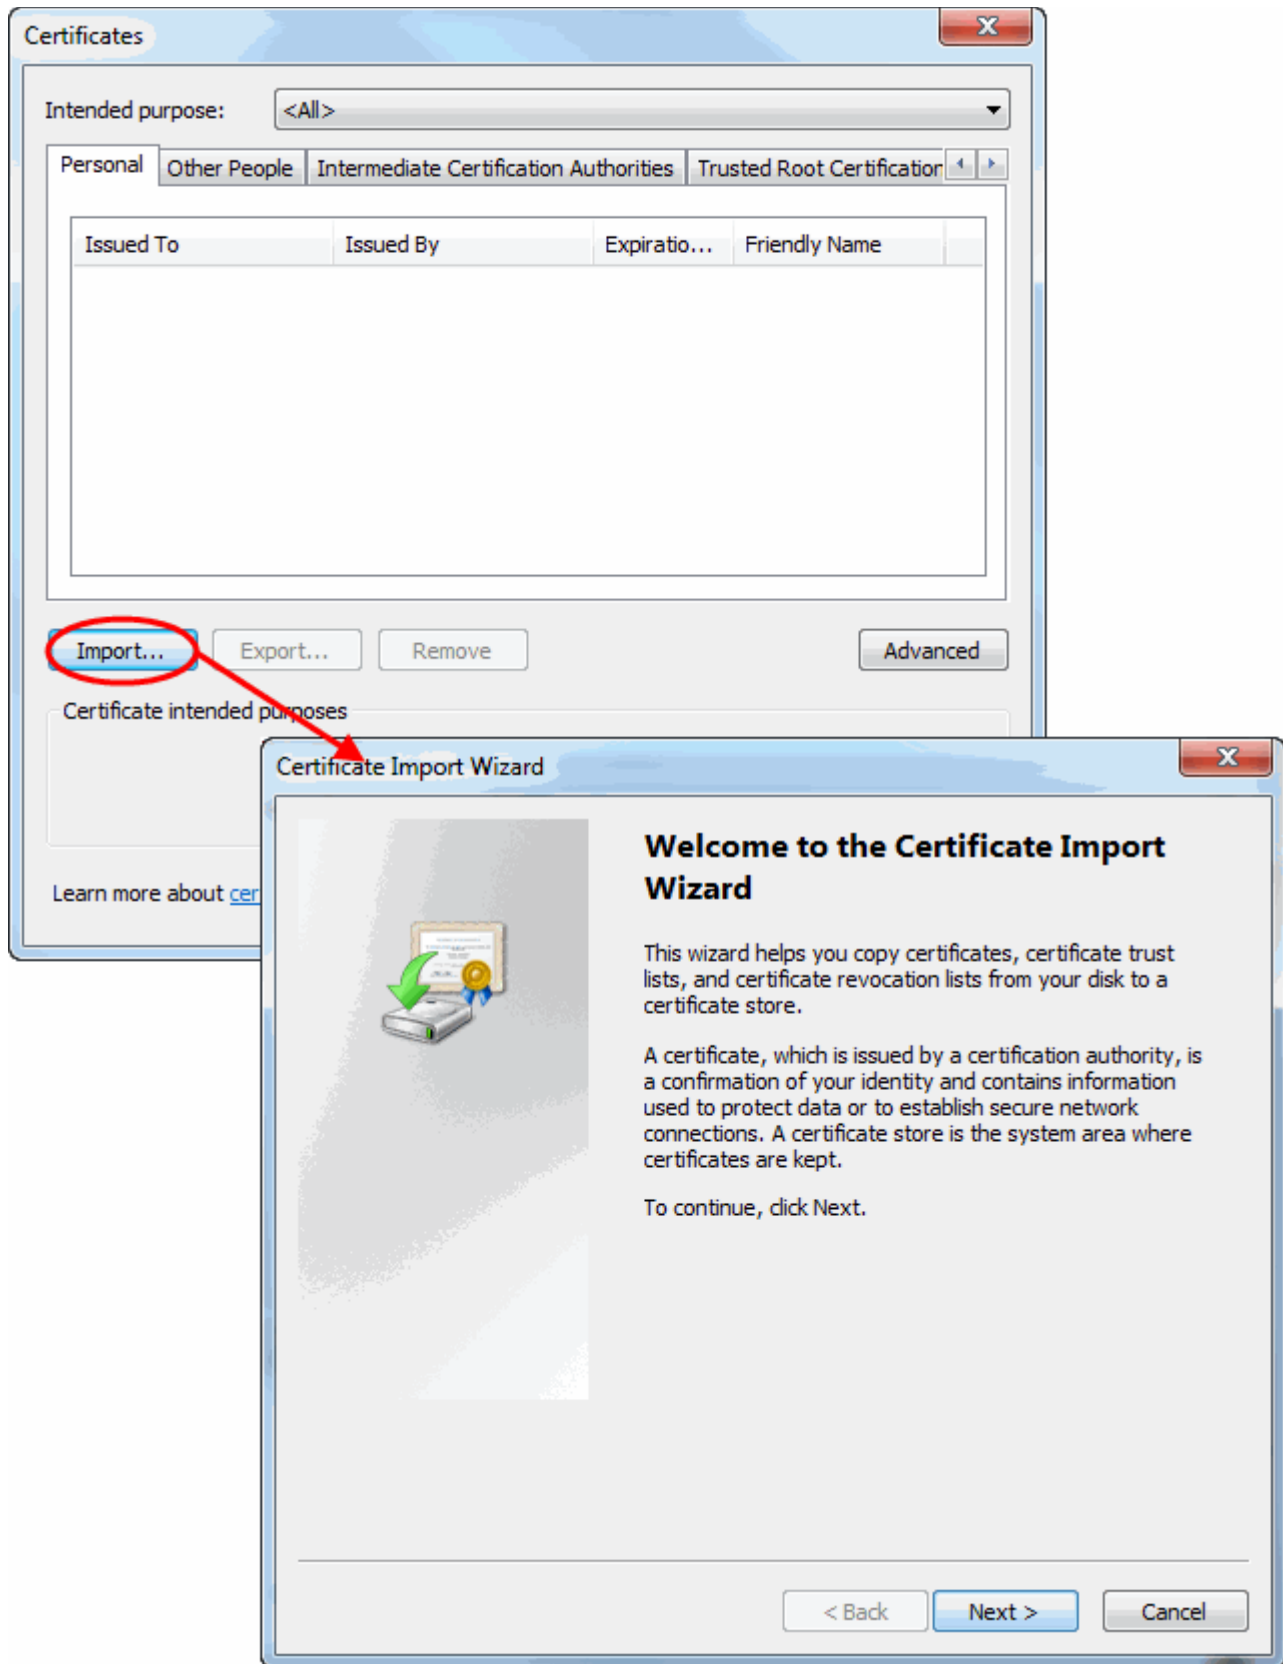 Certificates
Intended purpose: <All>
Personal Other People Intermediate Certification Authorities Trusted Root Certification
Issued To Issued By Expiratio... Friendly Name
Import... Export... Remove Advanced
Certificate intended purposes
Learn more about cer
Certificate Import Wizard
Welcome to the Certificate Import
Wizard
This wizard helps you copy certificates, certificate trust
lists, and certificate revocation lists from your disk to a
certificate store.
A certificate, which is issued by a certification authority, is
a confirmation of your identity and contains information
used to protect data or to establish secure network
connections. A certificate store is the system area where
certificates are kept.
To continue, click Next.
< Back Next > Cancel